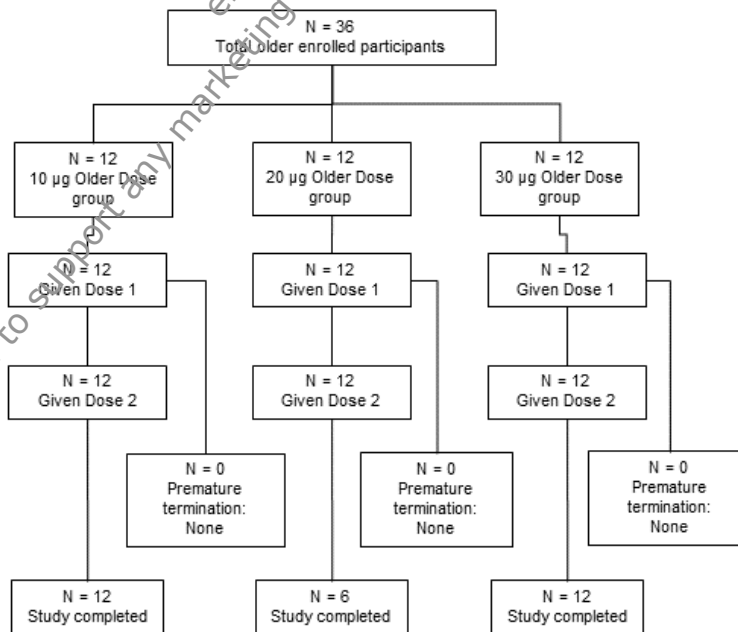 N = 36
Total older enrolled participants
N = 12
10 µg Older Dose
group
N = 12
20 µg Older Dose
group
N = 12
30 µg Older Dose
group
N = 12
Given Dose 1
N = 12
Given Dose 1
N = 12
Given Dose 1
N = 12
Given Dose 2
N = 12
Given Dose 2
N = 12
Given Dose 2
N = 0
Premature
termination:
None
N = 0
Premature
termination:
None
N = 0
Premature
termination:
None
N = 12
Study completed
N = 6
Study completed
N = 12
Study completed
to support any marketing